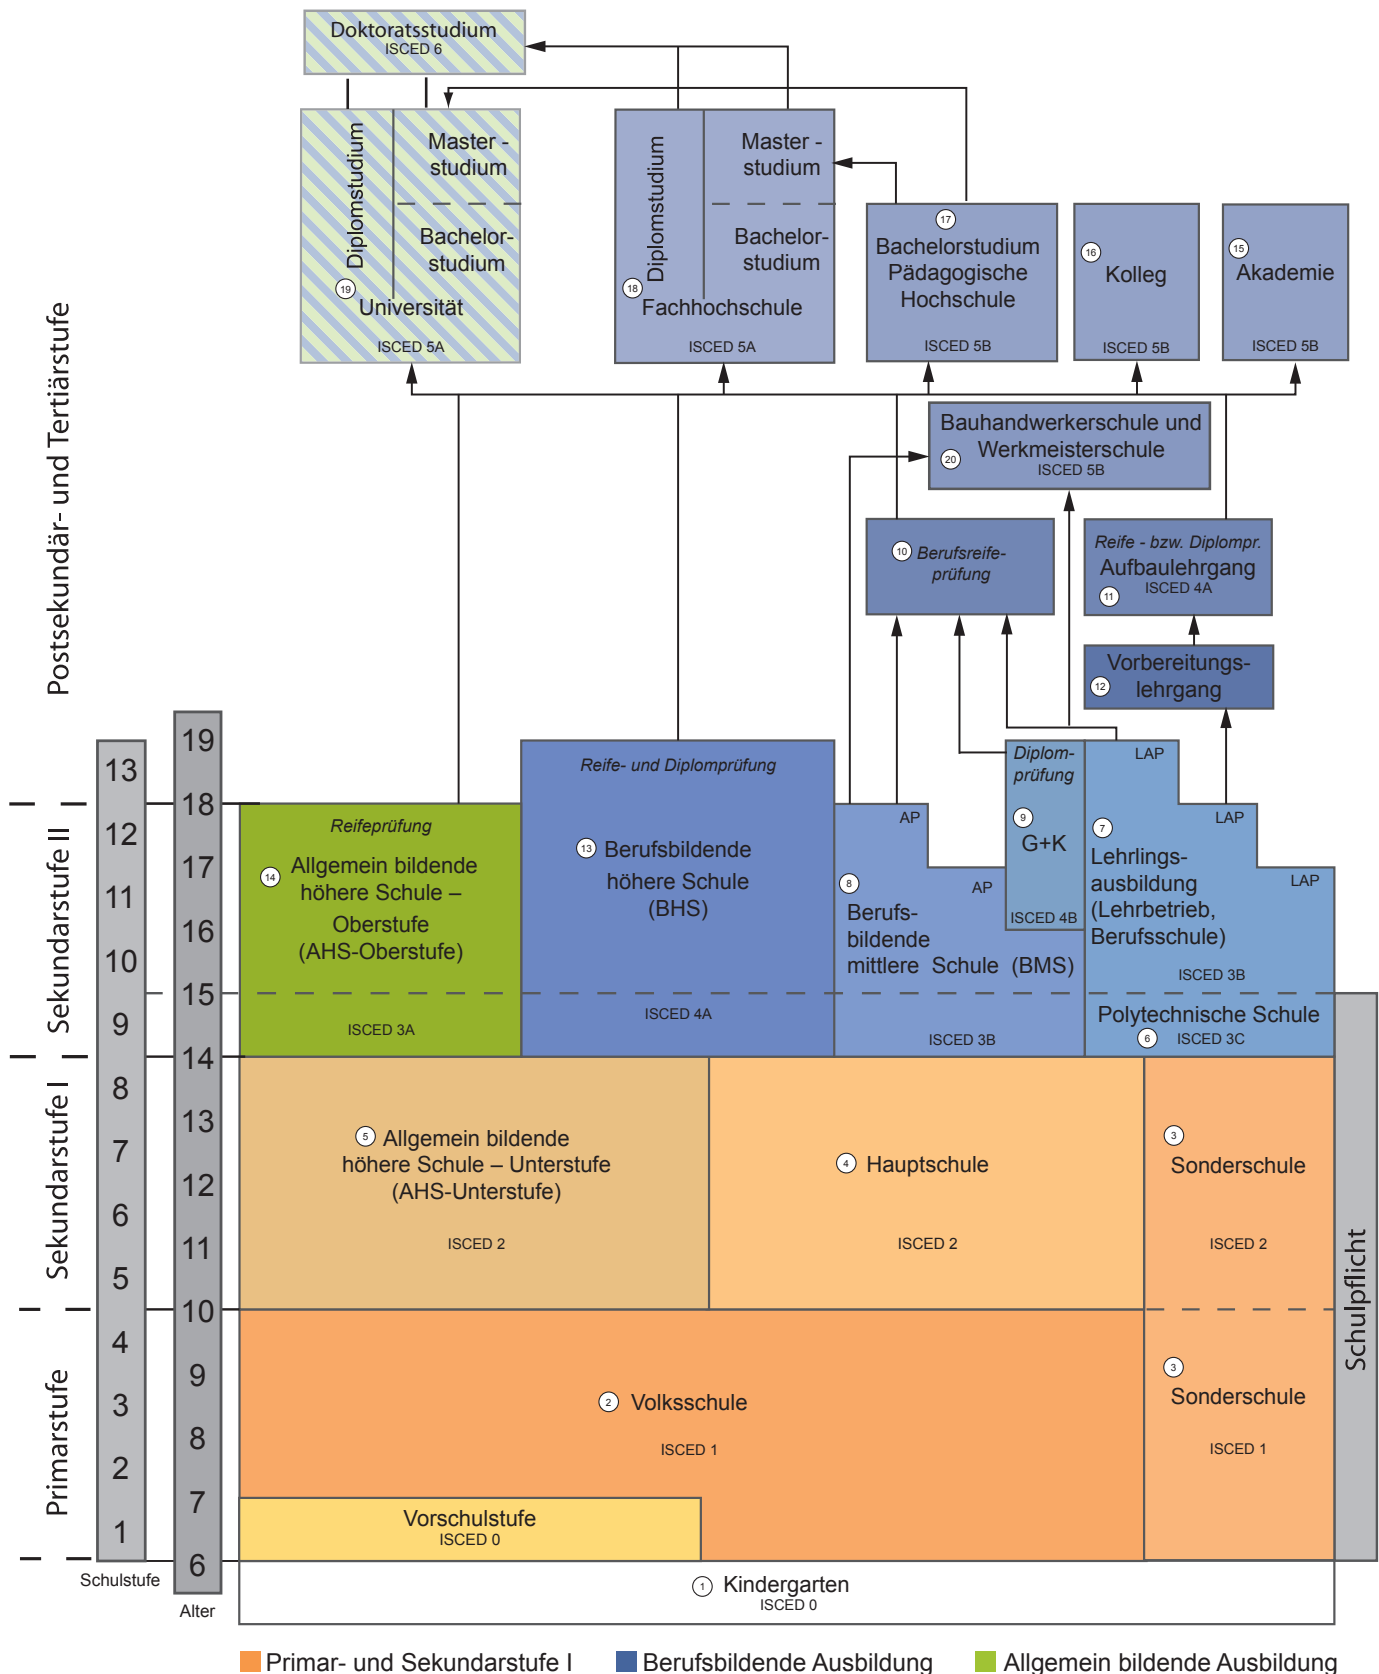 Doktoratsstudium
ISCED 6
Diplomstudium
Master -
studium
Bachelor-
studium
19
Universität
ISCED 5A
Diplomstudium
Master -
studium
Bachelor-
studium
18
Fachhochschule
ISCED 5A
17
Bachelorstudium
Pädagogische
Hochschule
ISCED 5B
16
Kolleg
ISCED 5B
15
Akademie
ISCED 5B
Bauhandwerkerschule und
Werkmeisterschule
20
ISCED 5B
10
Berufsreife-
prüfung
Reife - bzw. Diplompr.
Aufbaulehrgang
ISCED 4A
11
Vorbereitungs-
lehrgang
12
Postsekundär- und Tertiärstufe
Sekundarstufe II
Sekundarstufe I
Primarstufe
13
12
11
10
9
8
7
6
5
4
3
2
1
Schulstufe
19
18
17
16
15
14
13
12
11
10
9
8
7
6
Alter
Reifeprüfung
14
Allgemein bildende
höhere Schule –
Oberstufe
(AHS-Oberstufe)
ISCED 3A
Reife- und Diplomprüfung
13
Berufsbildende
höhere Schule
(BHS)
ISCED 4A
AP
AP
8
Berufs-
bildende
mittlere Schule (BMS)
ISCED 3B
Diplom-
prüfung
9
G+K
ISCED 4B
LAP
LAP
LAP
7
Lehrlings-
ausbildung
(Lehrbetrieb,
Berufsschule)
ISCED 3B
Polytechnische Schule
6
ISCED 3C
5
Allgemein bildende
höhere Schule – Unterstufe
(AHS-Unterstufe)
ISCED 2
4
Hauptschule
ISCED 2
3
Sonderschule
ISCED 2
2
Volksschule
ISCED 1
3
Sonderschule
ISCED 1
Schulpflicht
Vorschulstufe
ISCED 0
1
Kindergarten
ISCED 0
Primar- und Sekundarstufe I
Berufsbildende Ausbildung
Allgemein bildende Ausbildung